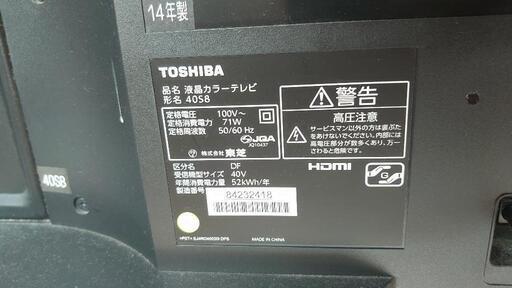 14年製
TOSHIBA
品名 液晶カラーテレビ
形名 40S8
定格電圧 100V~
定格消費電力 71W
定格周波数 50/60 Hz
JQA
JQ10437
株式会社 東芝
区分名 DF
受信機型サイズ 40V
年間消費電力量 52kWh/年
製造番号
84232418
MADE IN CHINA
警告
高圧注意
サービスマン以外の方は裏ぶた
をあけないでください。内部には
高電圧部分が数多くあり、万一
さわると危険です。
HDMI
G
40S8